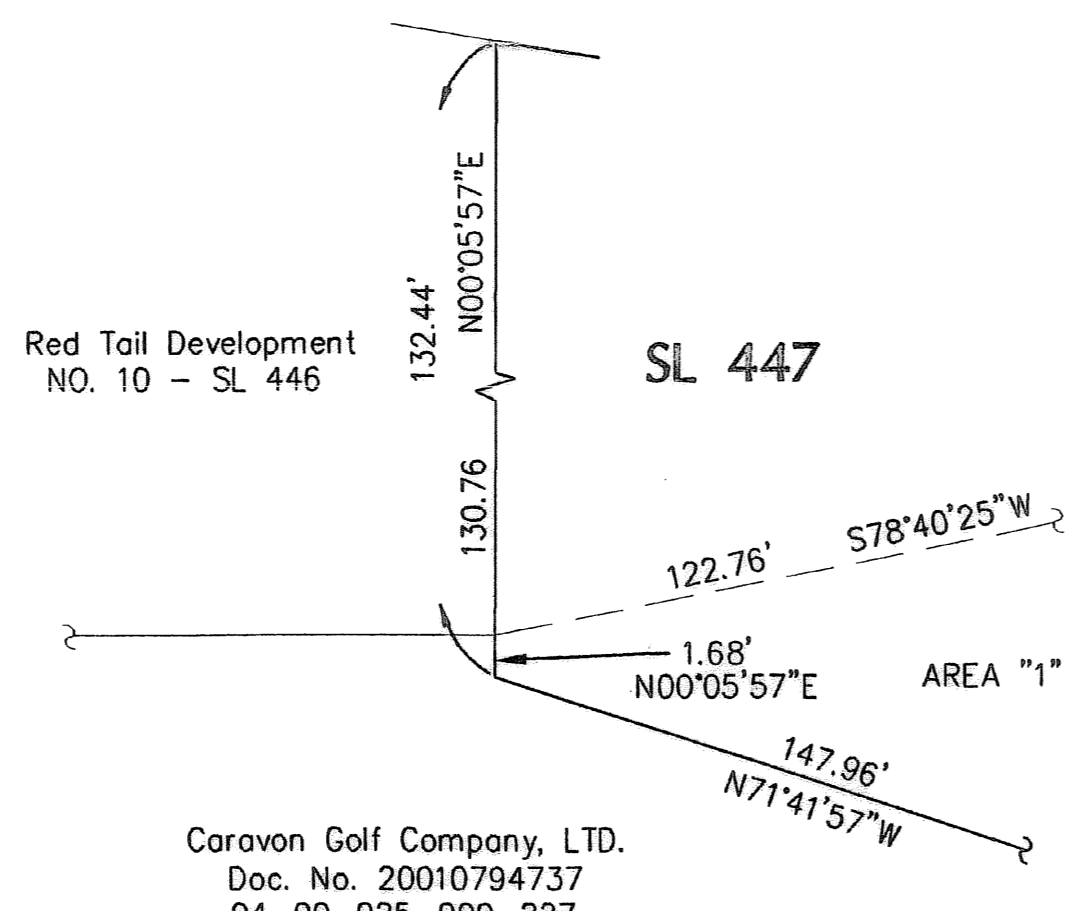 132.44'
N00°05'57"E
Red Tail Development
NO. 10 - SL 446
SL 447
130.76
122.76'
S78°40'25"W
1.68'
N00°05'57"E
AREA "1"
147.96'
N71°41'57"W
Caravon Golf Company, LTD.
Doc. No. 20010794737